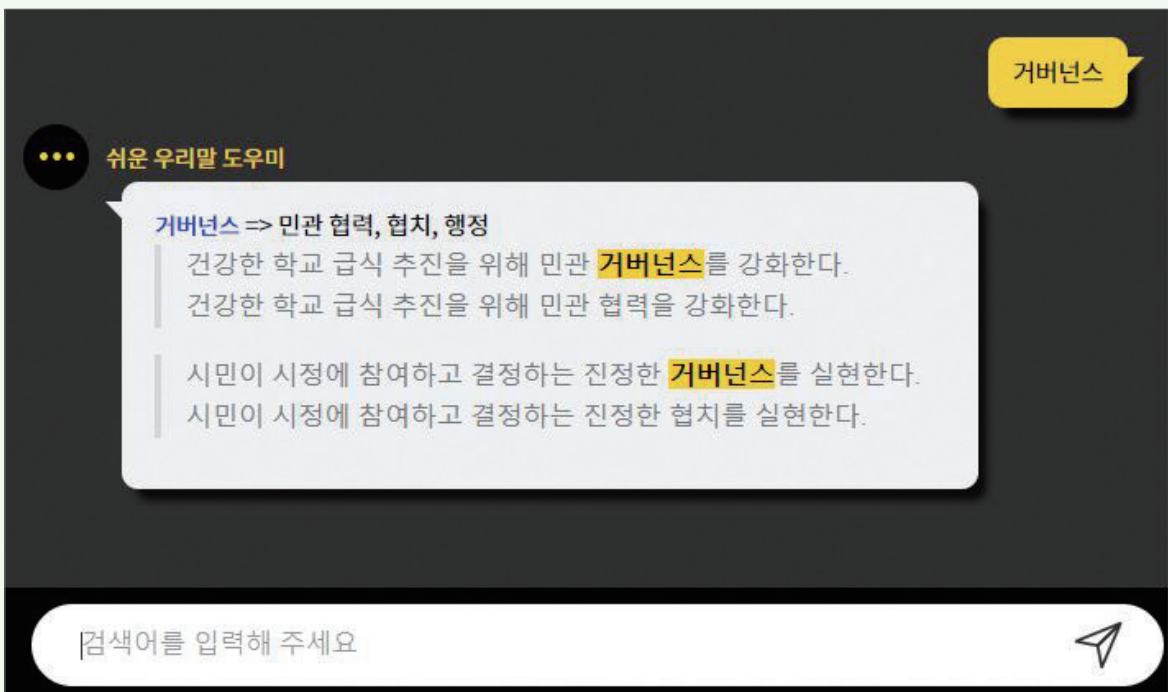 거버넌스
쉬운 우리말 도우미
거버넌스 => 민관 협력, 협치, 행정
건강한 학교 급식 추진을 위해 민관 거버넌스를 강화한다.
건강한 학교 급식 추진을 위해 민관 협력을 강화한다.
시민이 시정에 참여하고 결정하는 진정한 거버넌스를 실현한다.
시민이 시정에 참여하고 결정하는 진정한 협치를 실현한다.
검색어를 입력해 주세요